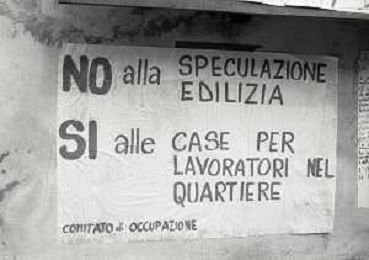 NO alla SPECULAZIONE
EDILIZIA
SI alle CASE PER
LAVORATORI NEL
QUARTIERE
COMITATO di OCCUPAZIONE